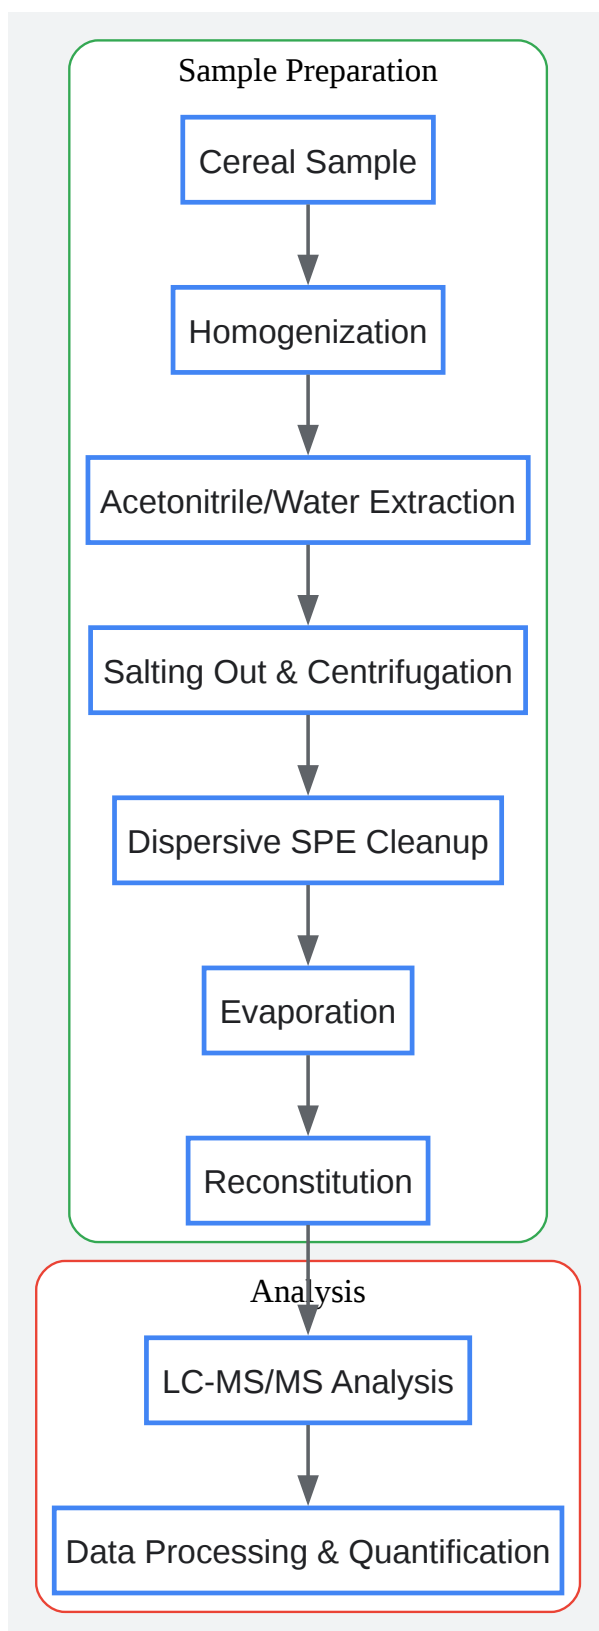 Sample Preparation
Cereal Sample
Homogenization
Acetonitrile/Water Extraction
Salting Out & Centrifugation
Dispersive SPE Cleanup
Evaporation
Reconstitution
Analysis
LC-MS/MS Analysis
Data Processing & Quantification